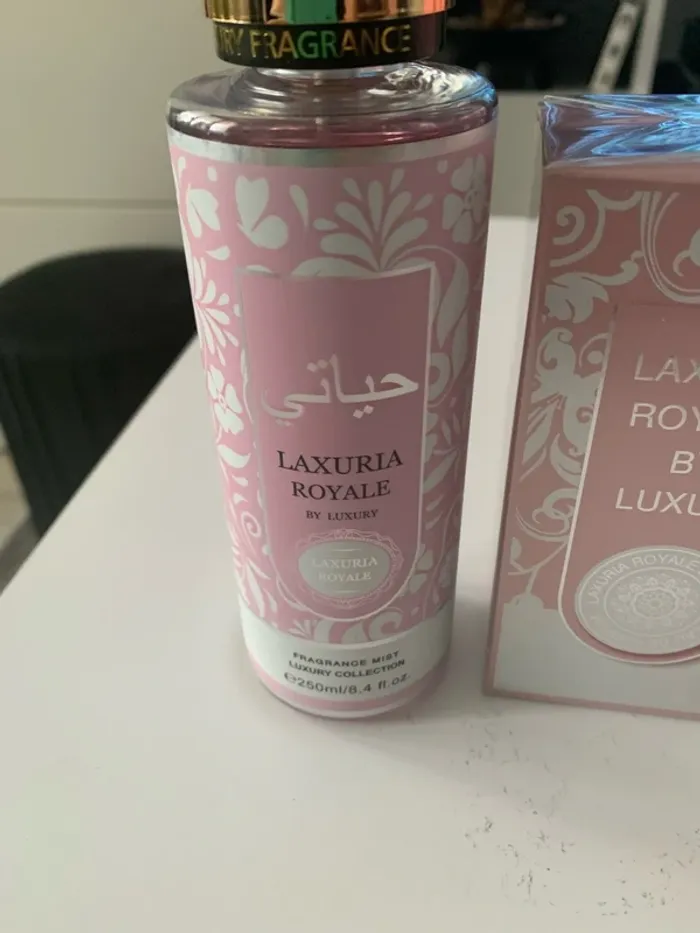 RY FRAGRANCE
حياتي
LAXURIA
ROYALE
BY LUXURY
LAXURIA
ROYALE
FRAGRANCE MIST
LUXURY COLLECTION
℮250ml/8.4 fl.oz.
LAX
ROY
B
LUXU
LAXURIA ROYALE